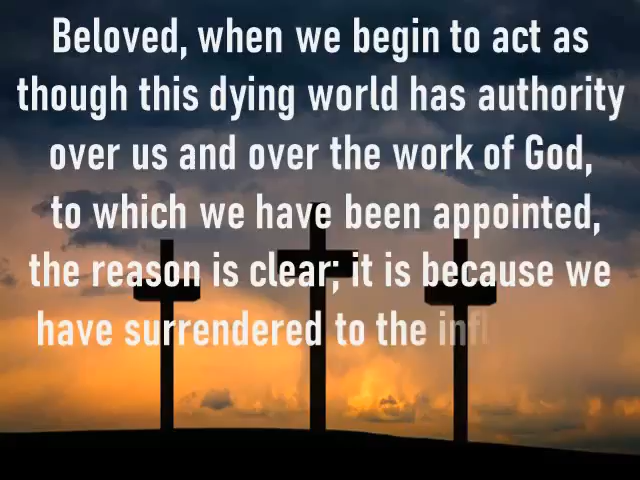 Beloved, when we begin to act as
though this dying world has authority
over us and over the work of God,
to which we have been appointed,
the reason is clear; it is because we
have surrendered to the